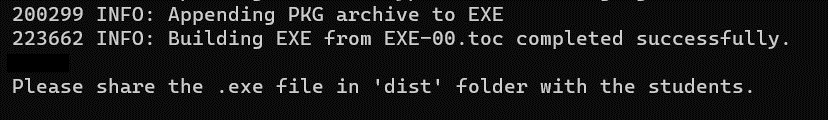 200299 INFO: Appending PKG archive to EXE
223662 INFO: Building EXE from EXE-00.toc completed successfully.
Please share the .exe file in 'dist' folder with the students.